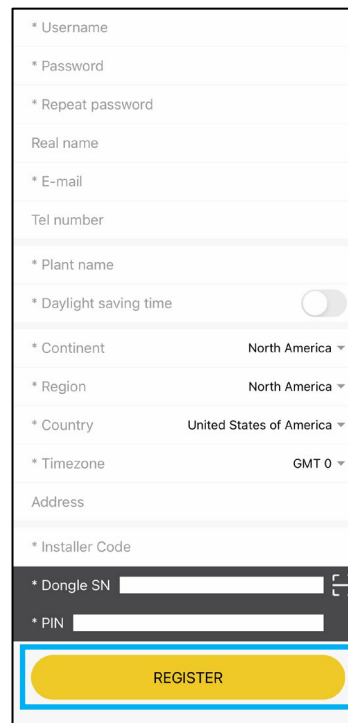 * Username
* Password
* Repeat password
Real name
* E-mail
Tel number
* Plant name
* Daylight saving time
* Continent North America
* Region North America
* Country United States of America
* Timezone GMT 0
Address
* Installer Code
* Dongle SN
* PIN
REGISTER